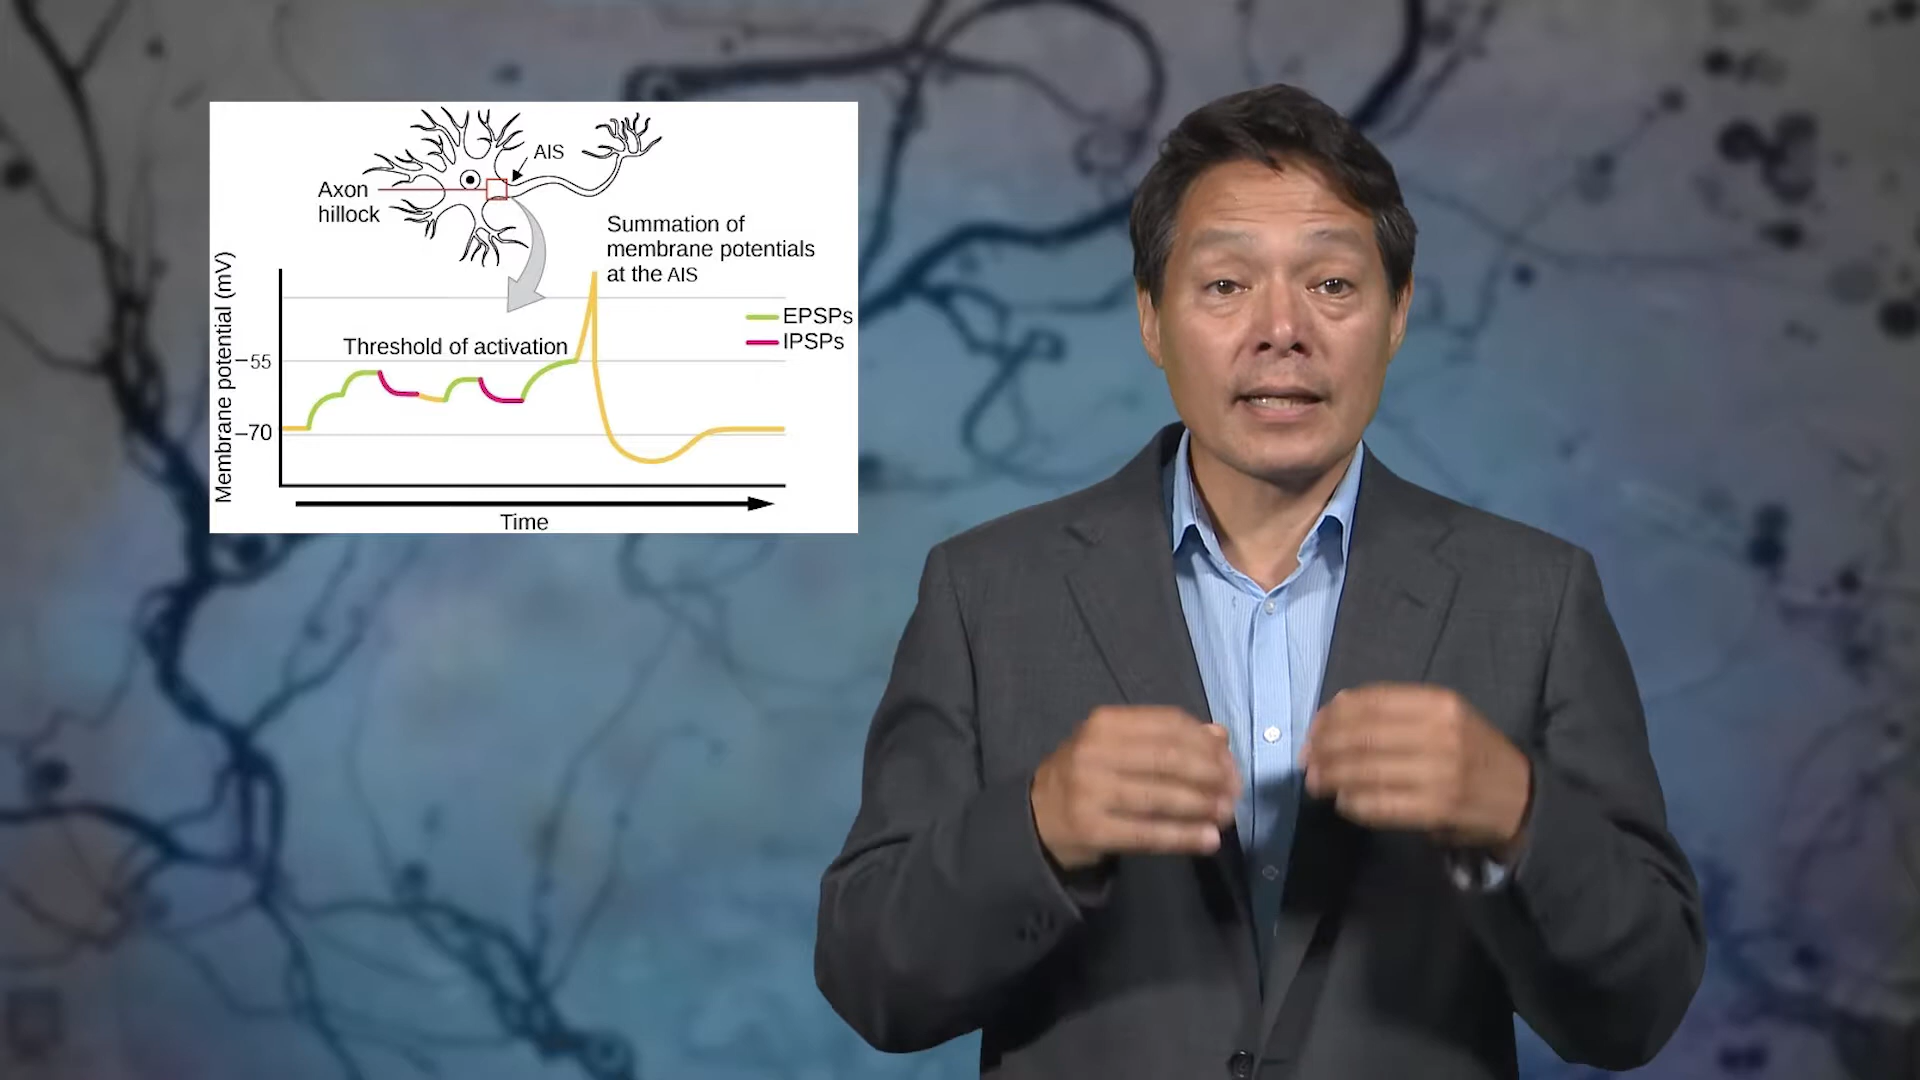 AIS
Axon
hillock
Summation of
membrane potentials
at the AIS
EPSPs
IPSPs
Threshold of activation
Membrane potential (mV)
–55
–70
Time